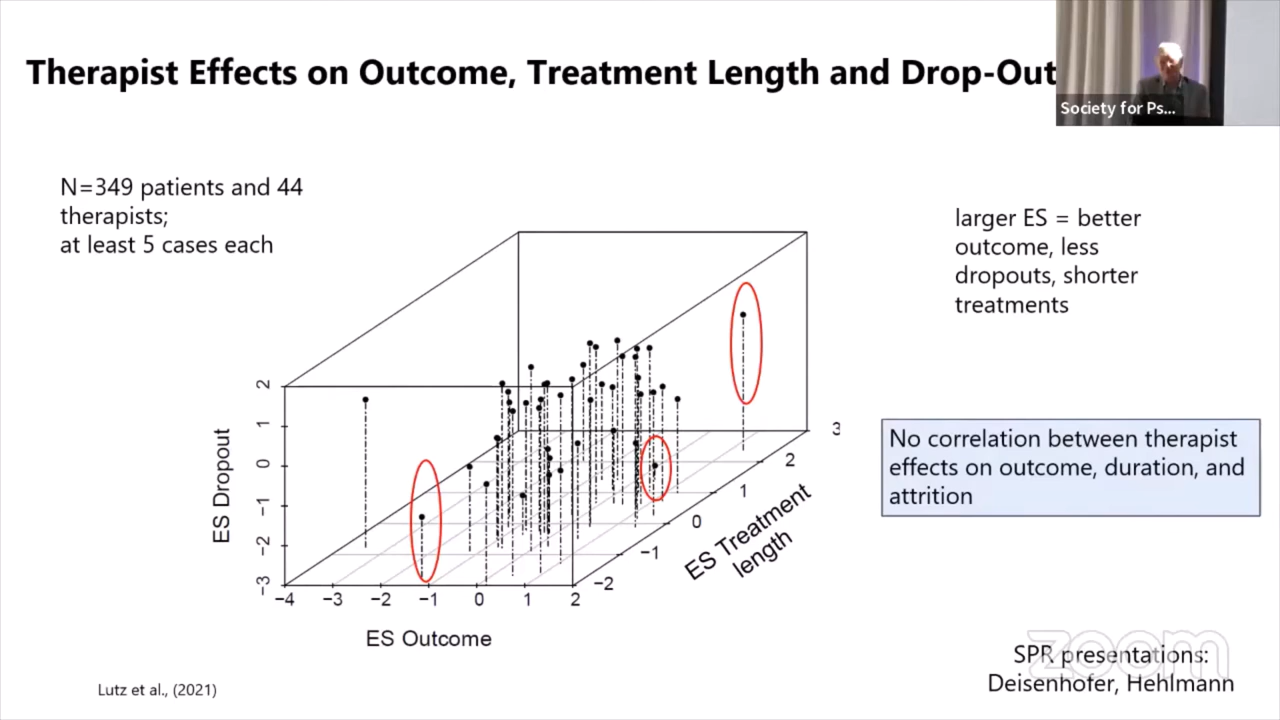 Therapist Effects on Outcome, Treatment Length and Drop-Out
Society for Ps...
N=349 patients and 44
therapists;
at least 5 cases each
larger ES = better
outcome, less
dropouts, shorter
treatments
ES Dropout
2
1
0
−1
−2
−3
−4
−3
−2
−1
0
1
2
ES Outcome
−2
−1
0
1
2
3
ES Treatment
length
No correlation between therapist
effects on outcome, duration, and
attrition
zoom
SPR presentations:
Deisenhofer, Hehlmann
Lutz et al., (2021)